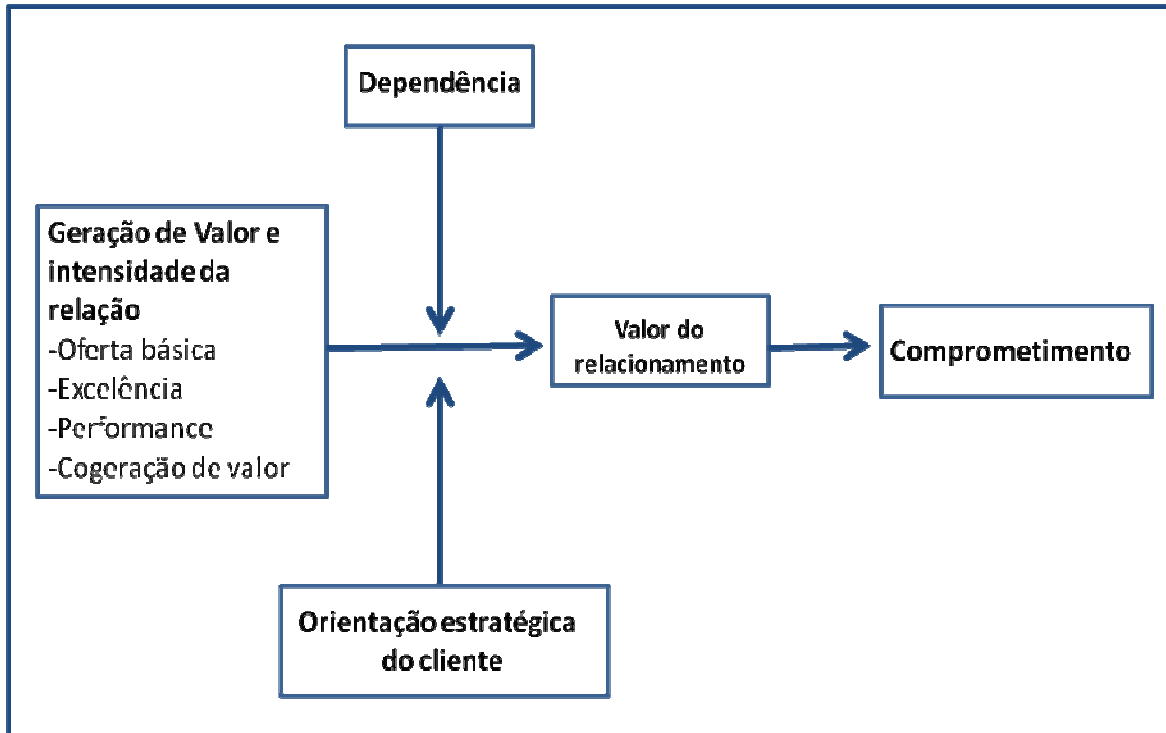 Dependência
Geração de Valor e
intensidade da
relação
-Oferta básica
-Excelência
-Performance
-Cogeração de valor
Valor do
relacionamento
Comprometimento
Orientação estratégica
do cliente